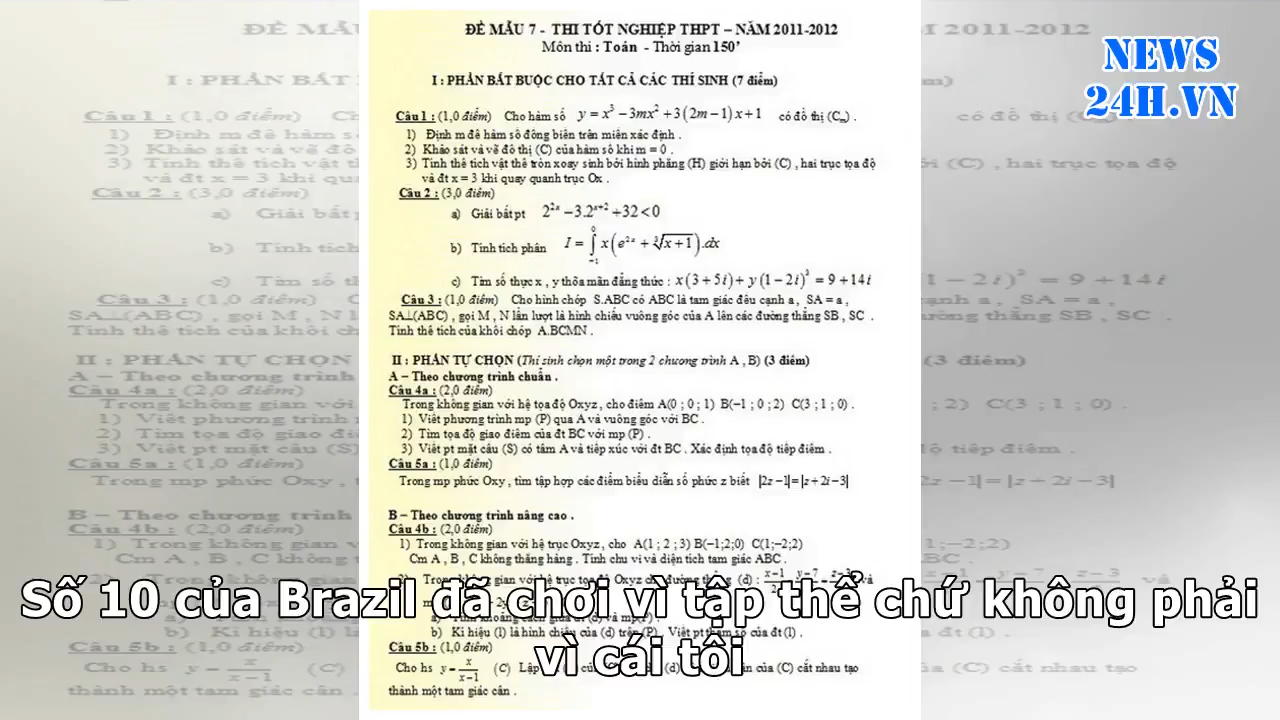 ĐỀ MẪU 7 - THI TỐT NGHIỆP THPT – NĂM 2011-2012
Môn thi : Toán - Thời gian 150'
NEWS
24H.VN
I : PHẦN BẮT BUỘC CHO TẤT CẢ CÁC THÍ SINH (7 điểm)
Câu 1 : (1,0 điểm) Cho hàm số y = x³ −3mx² +3(2m−1)x+1 có đồ thị (Cₘ) .
1) Định m để hàm số đồng biến trên miền xác định .
2) Khảo sát và vẽ đồ thị (C) của hàm số khi m = 0 .
3) Tính thể tích vật thể tròn xoay sinh bởi hình phẳng (H) giới hạn bởi (C) , hai trục tọa độ
và đt x = 3 khi quay quanh trục Ox .
Câu 2 : (3,0 điểm)
a) Giải bất pt 2²ˣ −3.2ˣ⁺² +32 < 0
b) Tính tích phân I = ∫₋₁⁰ x(e²ˣ + ∛(x+1)).dx
c) Tìm số thực x , y thõa mãn đẳng thức : x(3+5i)+ y(1−2i)³ = 9+14i
Câu 3 : (1,0 điểm) Cho hình chóp S.ABC có ABC là tam giác đều cạnh a , SA = a ,
SA⊥(ABC) , gọi M , N lần lượt là hình chiếu vuông góc của A lên các đường thẳng SB , SC .
Tính thể tích của khối chóp A.BCMN .
II : PHẦN TỰ CHỌN (Thí sinh chọn một trong 2 chương trình A , B) (3 điểm)
A – Theo chương trình chuẩn .
Câu 4a : (2,0 điểm)
Trong không gian với hệ tọa độ Oxyz , cho điểm A(0 ; 0 ; 1) B(−1 ; 0 ; 2) C(3 ; 1 ; 0) .
1) Viết phương trình mp (P) qua A và vuông góc với BC .
2) Tìm tọa độ giao điểm của đt BC với mp (P) .
3) Viết pt mặt cầu (S) có tâm A và tiếp xúc với đt BC . Xác định tọa độ tiếp điểm .
Câu 5a : (1,0 điểm)
Trong mp phức Oxy , tìm tập hợp các điểm biểu diễn số phức z biết |2z −1|=|z+2i−3|
B – Theo chương trình nâng cao .
Câu 4b : (2,0 điểm)
1) Trong không gian với hệ trục Oxyz , cho A(1 ; 2 ; 3) B(−1;2;0) C(1;−2;2)
Cm A , B , C không thẳng hàng . Tính chu vi và diện tích tam giác ABC .
Số 10 của Brazil đã chơi vì tập thể chứ không phải
vì cái tôi
b) Kí hiệu (l) là hình chiếu của (d) trên (P) . Viết pt tham số của đt (l) .
Câu 5b : (1,0 điểm)
Cho hs y = x/(x−1) (C) Lập của (C) cắt nhau tạo
thành một tam giác cân .